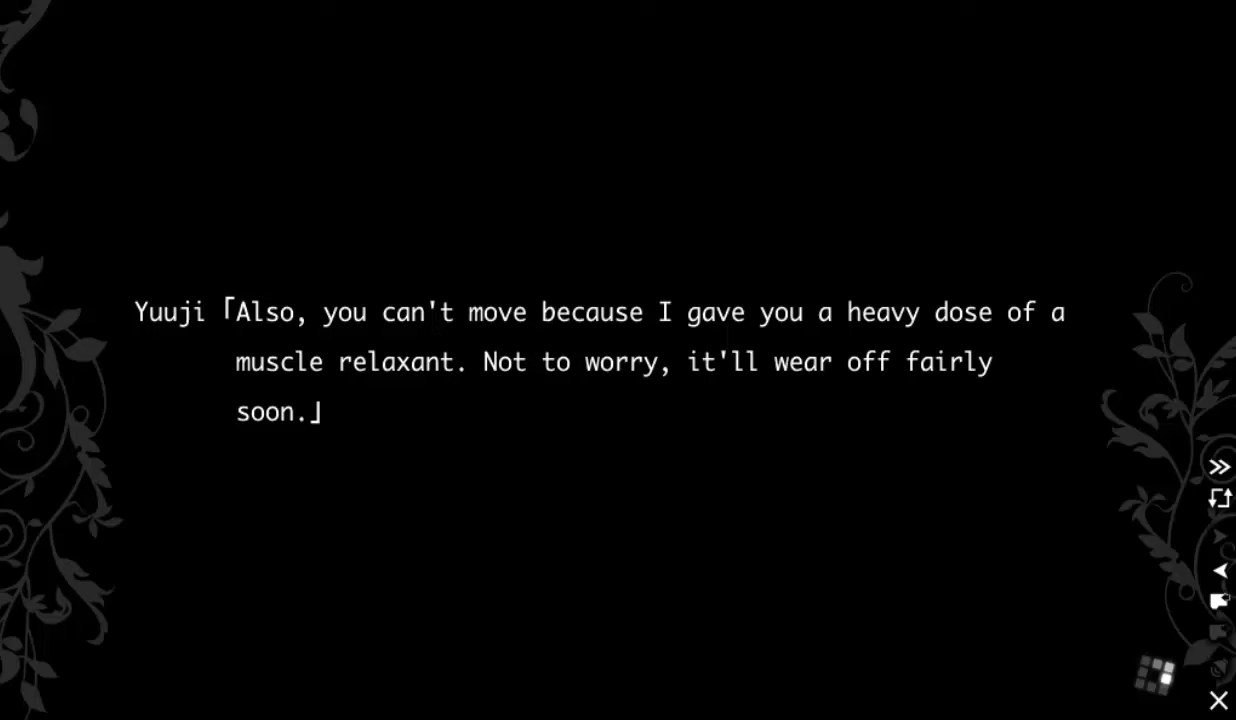 Yuuji「Also, you can't move because I gave you a heavy dose of a
muscle relaxant. Not to worry, it'll wear off fairly
soon.」